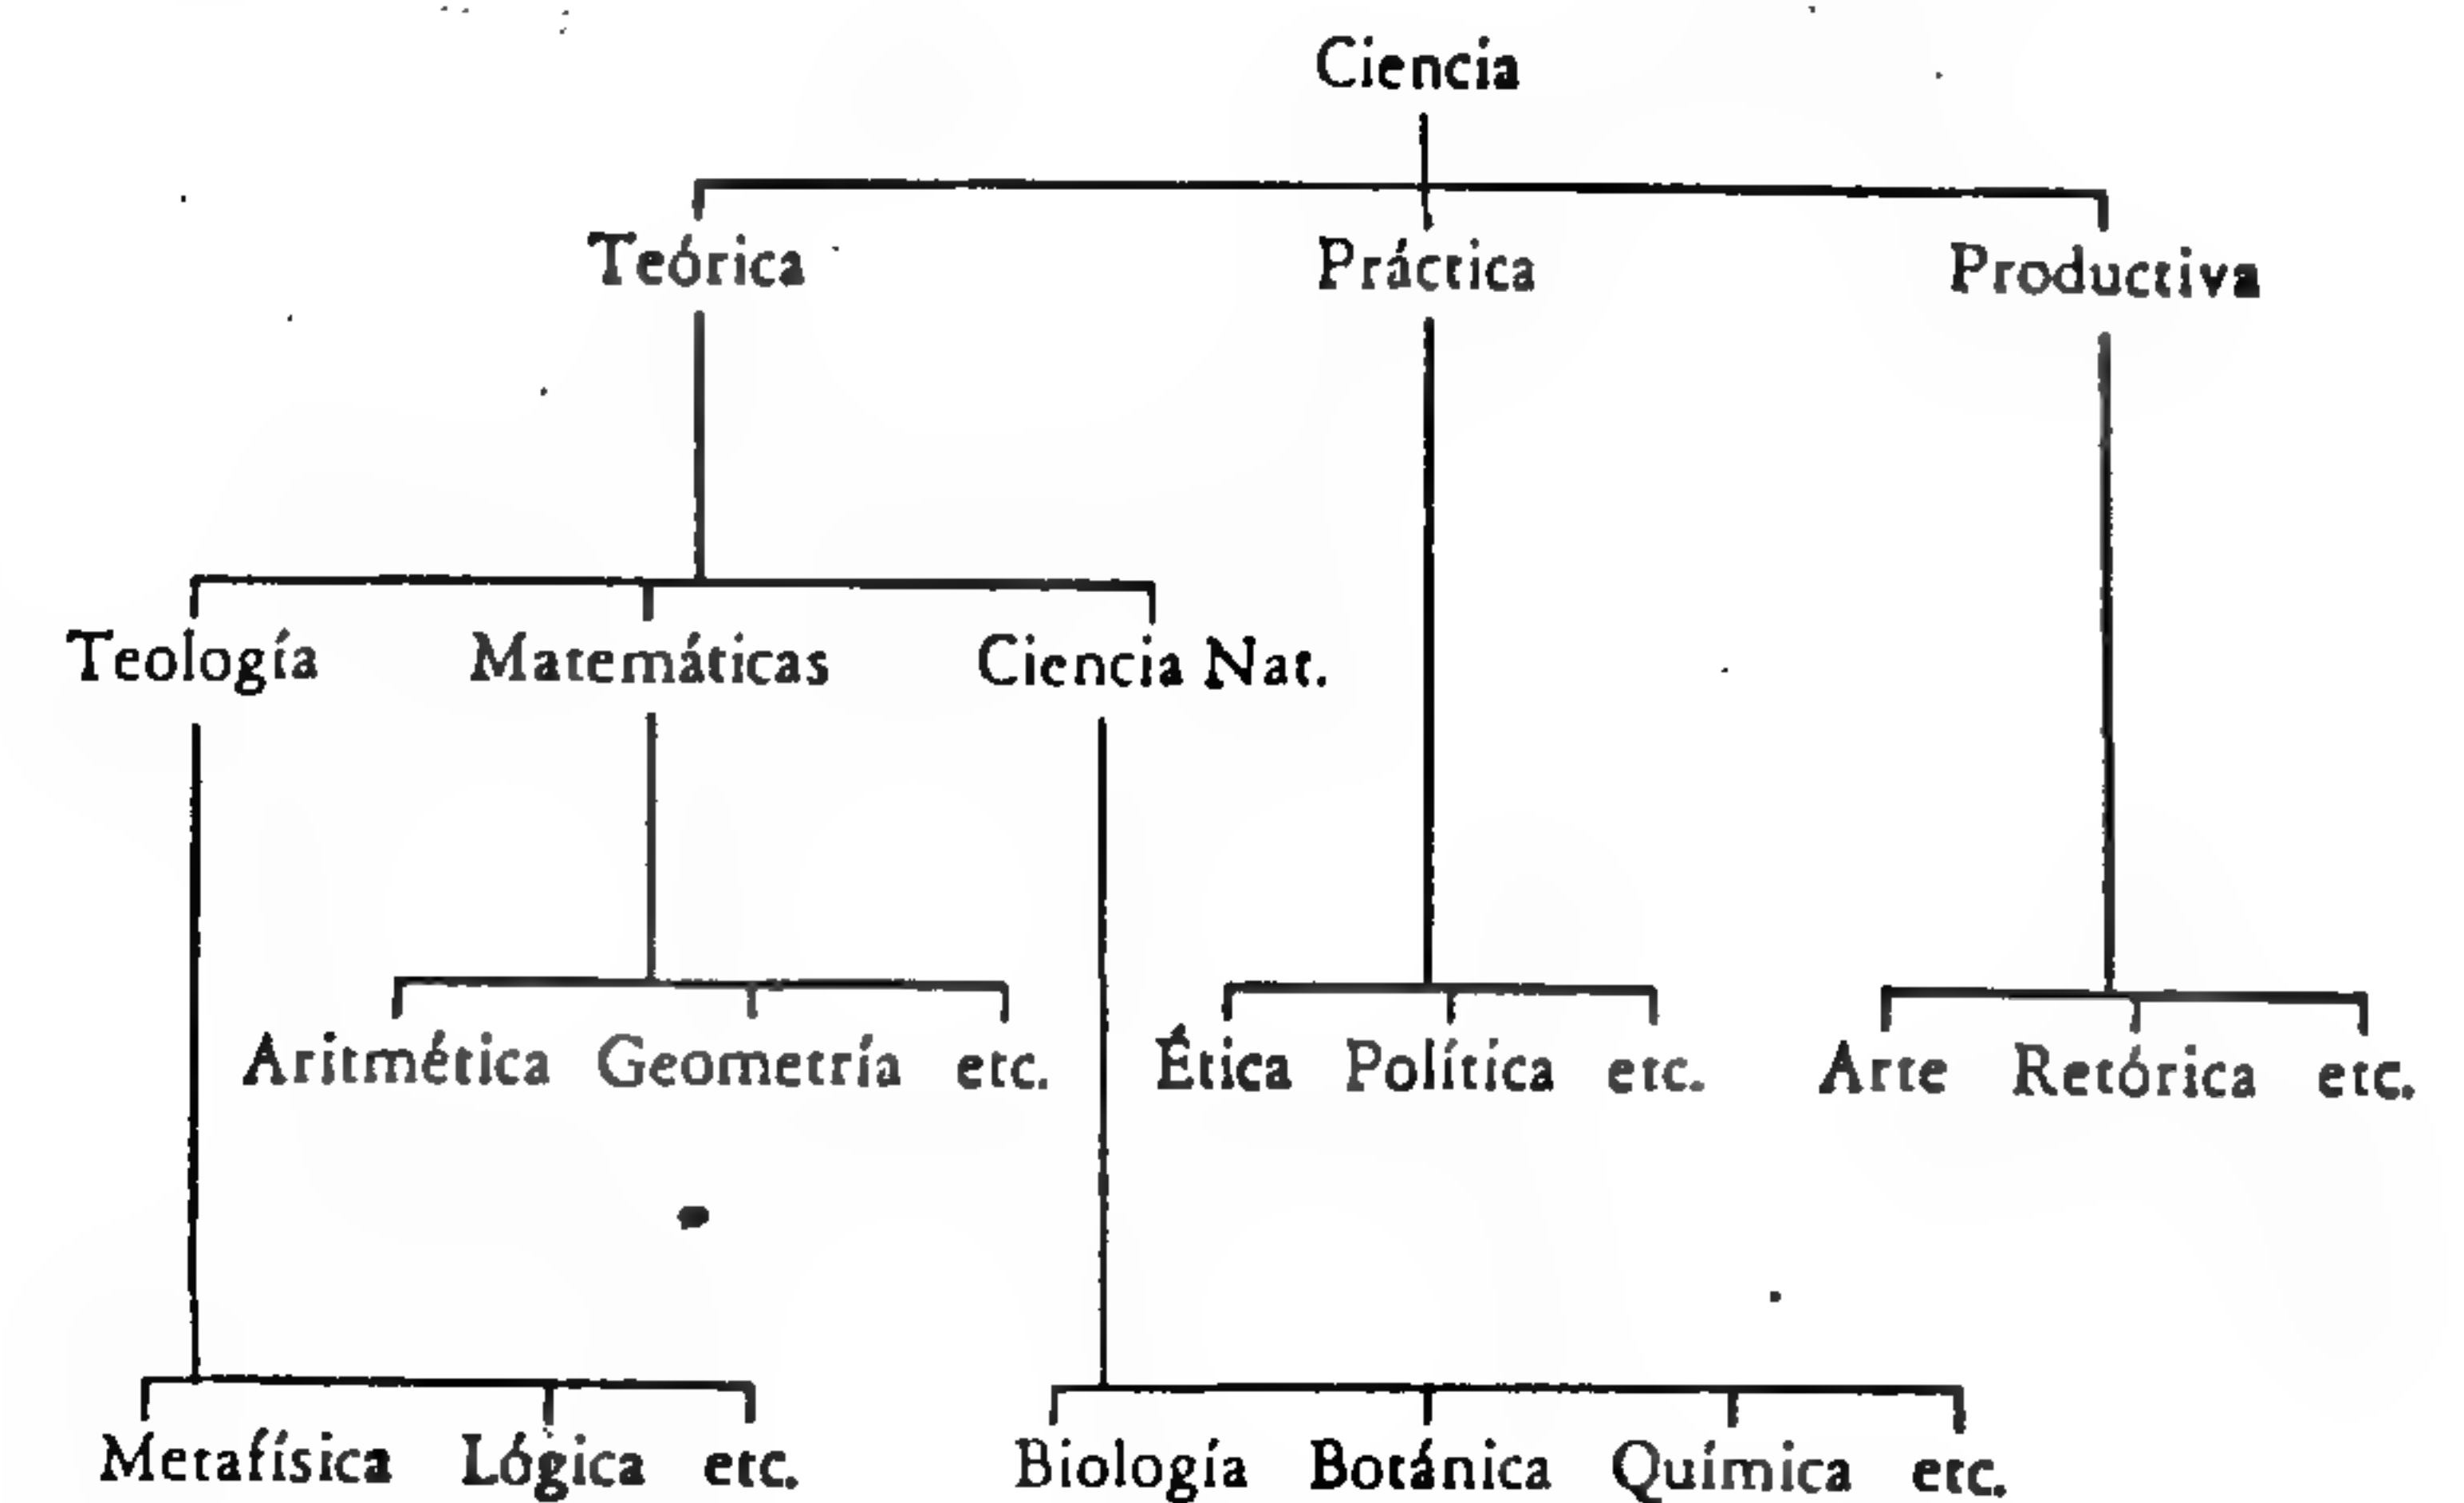 Ciencia
Teórica Práctica Productiva
Teología Matemáticas Ciencia Nat.
Aritmética Geometría etc. Ética Política etc. Arte Retórica etc.
Metafísica Lógica etc. Biología Botánica Química etc.